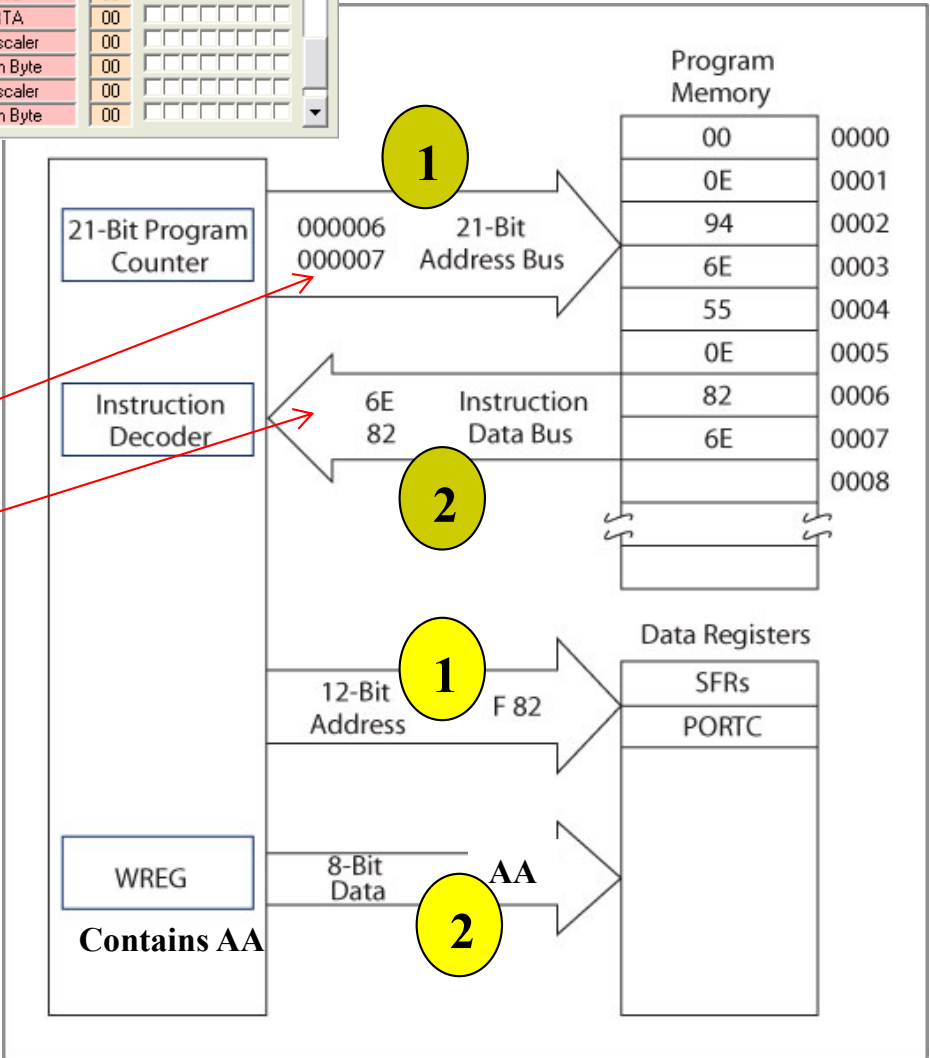 TA 00
scaler 00
Byte 00
scaler 00
Byte 00
Program
Memory
00 0000
0E 0001
94 0002
6E 0003
55 0004
0E 0005
82 0006
6E 0007
0008
1
21-Bit Program
Counter
000006
000007
21-Bit
Address Bus
Instruction
Decoder
6E
82
Instruction
Data Bus
2
Data Registers
SFRs
PORTC
1
12-Bit
Address
F 82
WREG
Contains AA
8-Bit
Data
AA
2